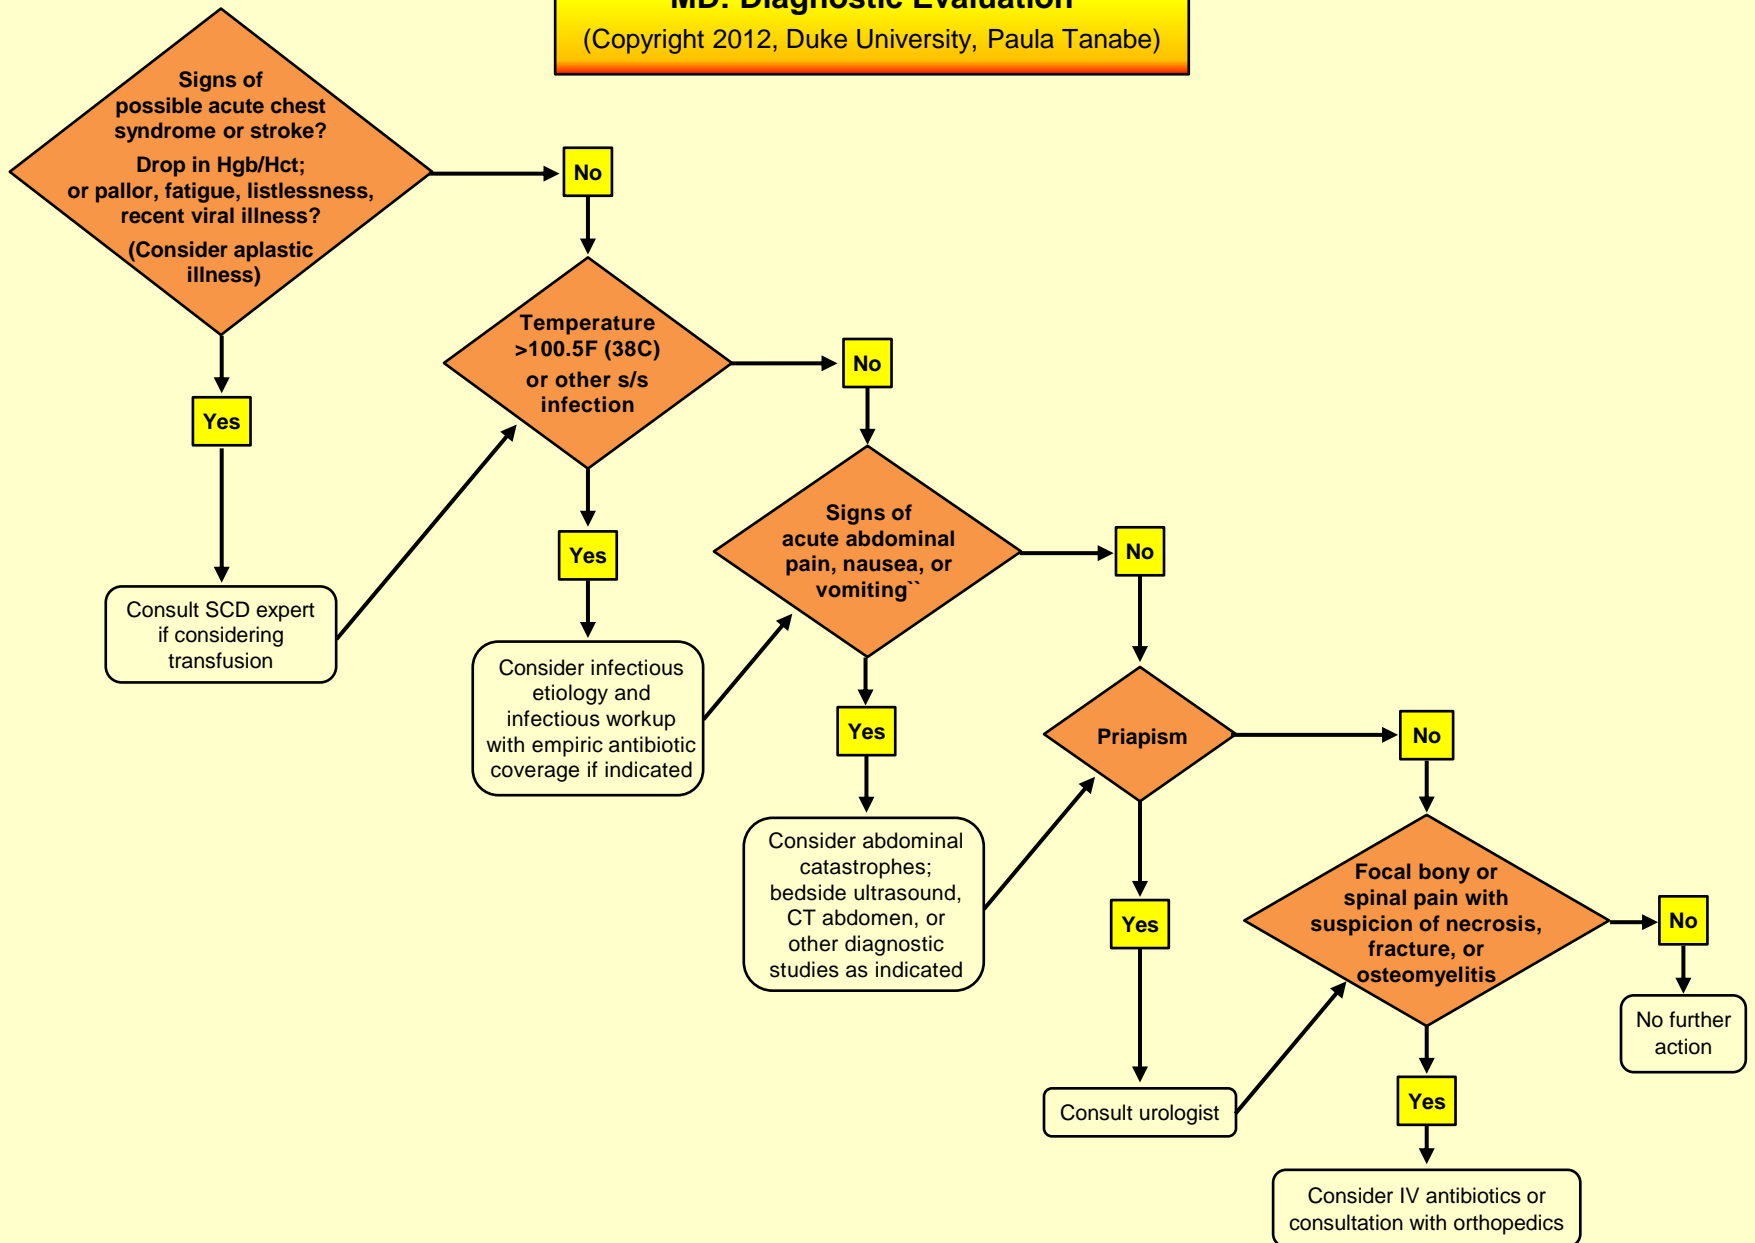 MD: Diagnostic Evaluation
(Copyright 2012, Duke University, Paula Tanabe)
Signs of
possible acute chest
syndrome or stroke?
Drop in Hgb/Hct;
or pallor, fatigue, listlessness,
recent viral illness?
(Consider aplastic
illness)
No
Yes
Consult SCD expert
if considering
transfusion
Temperature
>100.5F (38C)
or other s/s
infection
No
Yes
Consider infectious
etiology and
infectious workup
with empiric antibiotic
coverage if indicated
Signs of
acute abdominal
pain, nausea, or
vomiting``
No
Yes
Consider abdominal
catastrophes;
bedside ultrasound,
CT abdomen, or
other diagnostic
studies as indicated
Priapism
No
Yes
Consult urologist
Focal bony or
spinal pain with
suspicion of necrosis,
fracture, or
osteomyelitis
No
No further
action
Yes
Consider IV antibiotics or
consultation with orthopedics